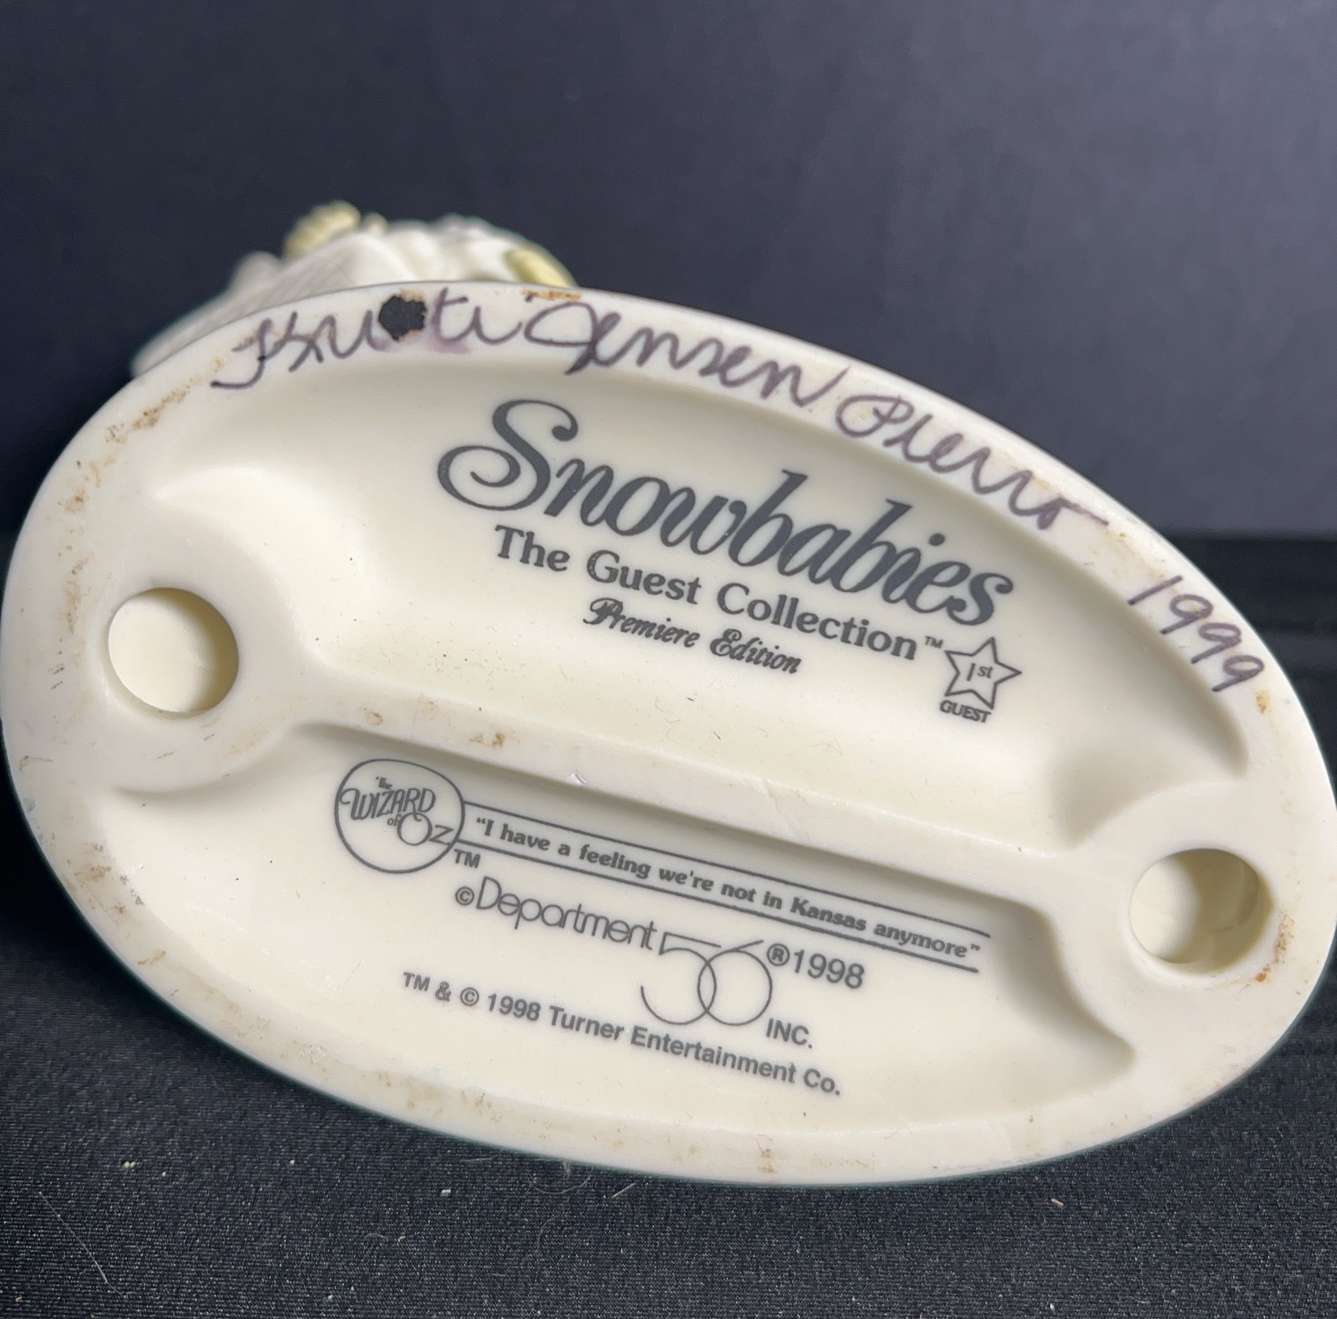 Kristi Jensen Pierro 1999
Snowbabies
The Guest Collection™
Premiere Edition
1st
GUEST
The
WIZARD
of OZ
TM
"I have a feeling we're not in Kansas anymore"
©Department 56®1998
INC.
TM & © 1998 Turner Entertainment Co.